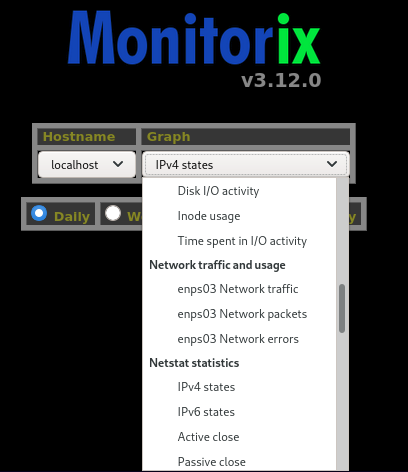 Monitorix
v3.12.0
Hostname Graph
localhost IPv4 states
Disk I/O activity
Inode usage
Time spent in I/O activity
Daily
Network traffic and usage
enps03 Network traffic
enps03 Network packets
enps03 Network errors
Netstat statistics
IPv4 states
IPv6 states
Active close
Passive close